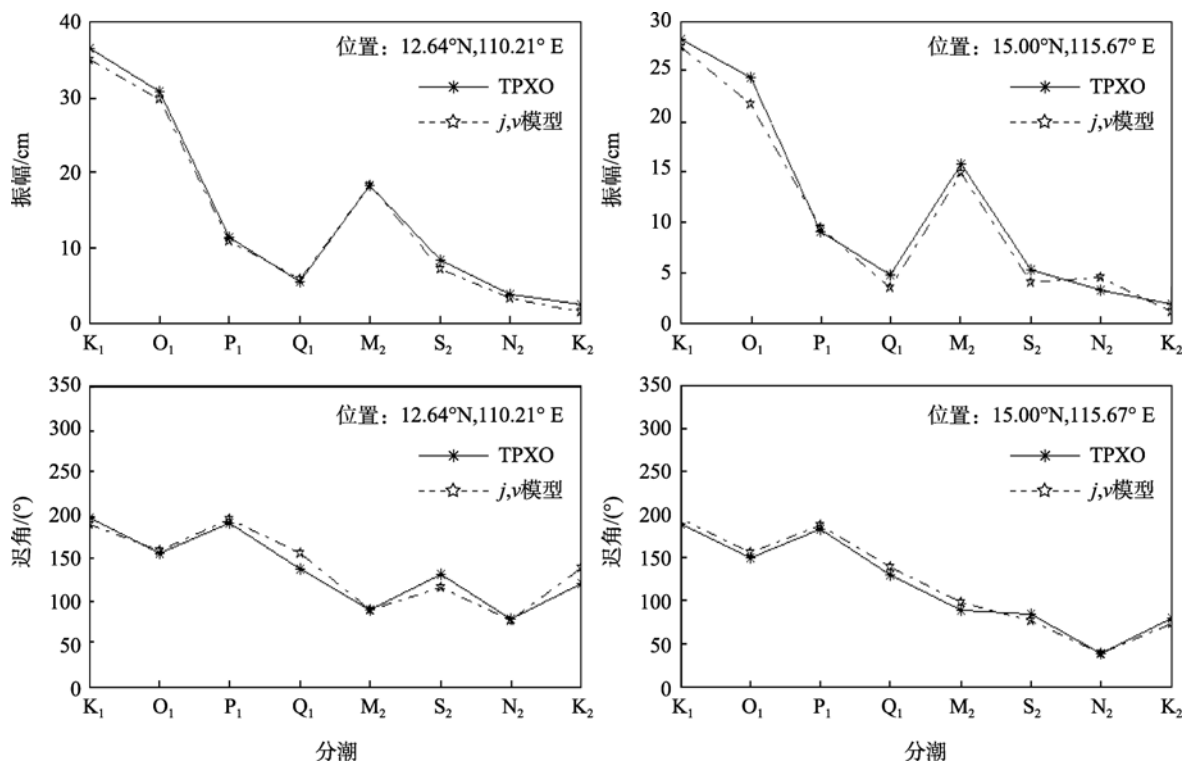 40
30
20
10
0
振幅/cm
位置：12.64°N,110.21° E
TPXO
j,v模型
K₁ O₁ P₁ Q₁ M₂ S₂ N₂ K₂
30
25
20
15
10
5
0
振幅/cm
位置：15.00°N,115.67° E
TPXO
j,v模型
K₁ O₁ P₁ Q₁ M₂ S₂ N₂ K₂
350
300
250
200
150
100
50
0
迟角/(°)
位置：12.64°N,110.21° E
TPXO
j,v模型
K₁ O₁ P₁ Q₁ M₂ S₂ N₂ K₂
分潮
350
300
250
200
150
100
50
0
迟角/(°)
位置：15.00°N,115.67° E
TPXO
j,v模型
K₁ O₁ P₁ Q₁ M₂ S₂ N₂ K₂
分潮